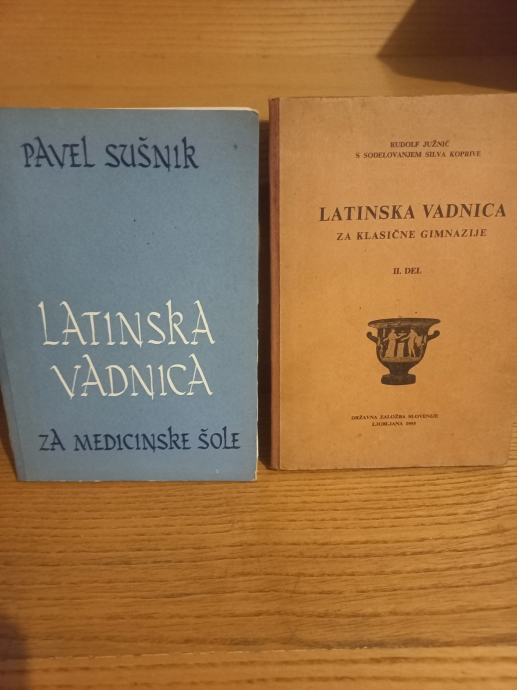 PAVEL SUŠNIK
LATINSKA
VADNICA
ZA MEDICINSKE ŠOLE
RUDOLF JUŽNIČ
S SODELOVANJEM SILVA KOPRIVE
LATINSKA VADNICA
ZA KLASIČNE GIMNAZIJE
II. DEL
DRŽAVNA ZALOŽBA SLOVENIJE
LJUBLJANA